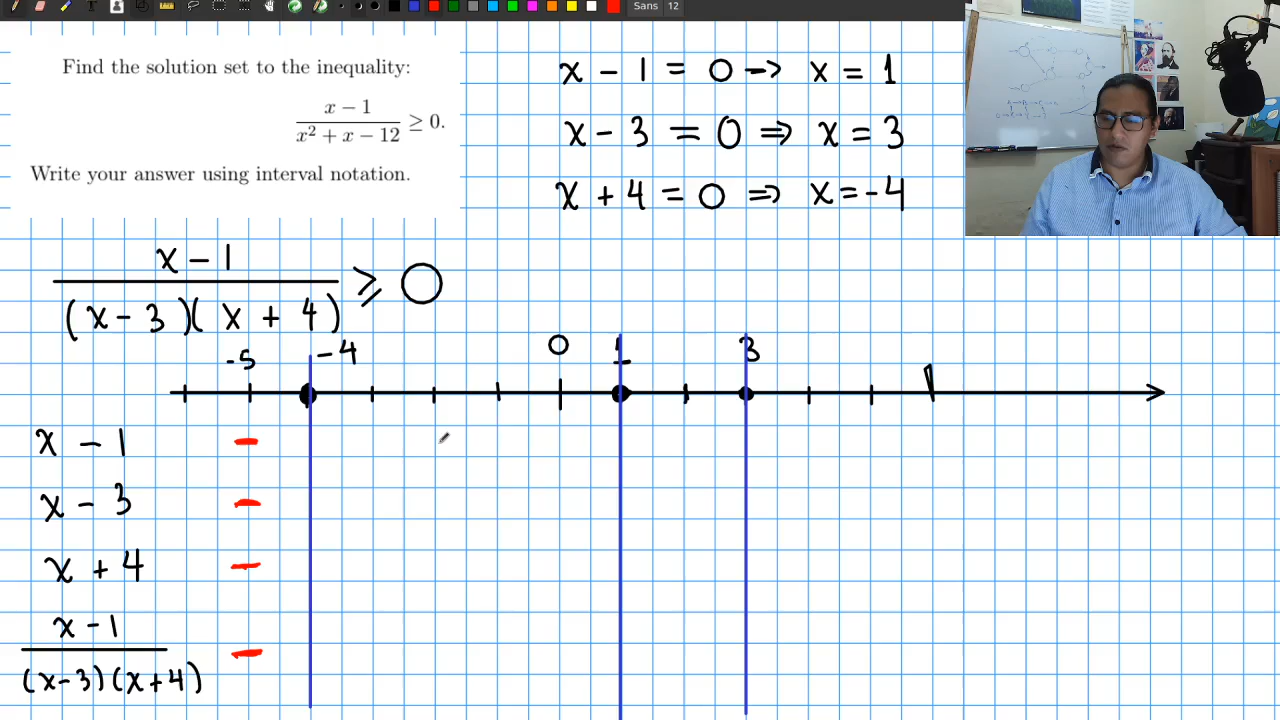 Sans 12
Find the solution set to the inequality:
x − 1
x² + x − 12
≥ 0.
Write your answer using interval notation.
x - 1 = 0 -> x = 1
x - 3 = 0 => x = 3
x + 4 = 0 => x = -4
x - 1
(x - 3)(x + 4)
≥ 0
-5 -4 0 1 3
x - 1 -
x - 3 -
x + 4 -
x - 1
(x-3)(x+4) -